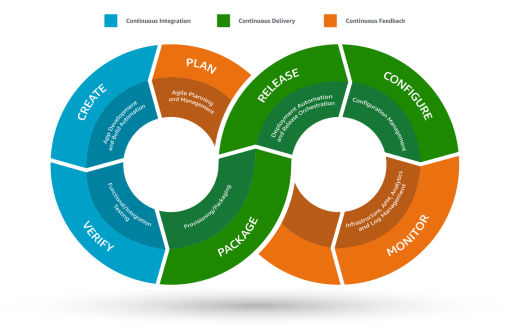 Continuous Integration
Continuous Delivery
Continuous Feedback
CREATE
App Development
and Build Automation
PLAN
Agile Planning
and Management
RELEASE
Deployment Automation
and Release Orchestration
CONFIGURE
Configuration Management
VERIFY
Functional/Integration
Testing
PACKAGE
Provisioning/Packaging
MONITOR
Infrastructure, APM, Analytics
and Log Management